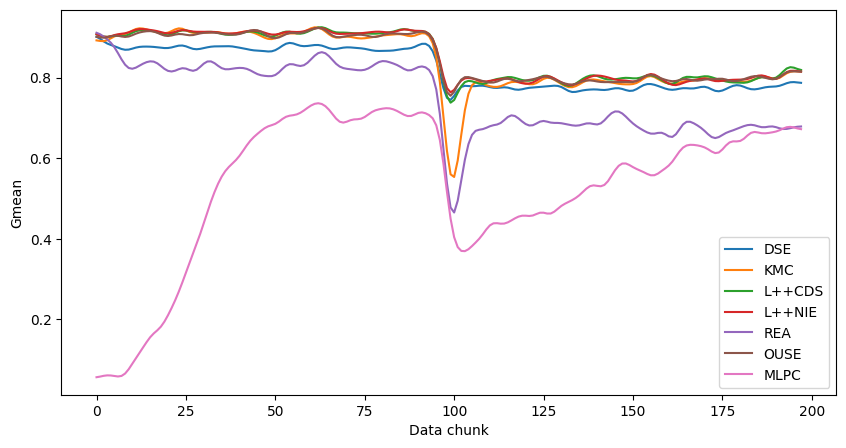 Gmean
0.8
0.6
0.4
0.2
0
25
50
75
100
125
150
175
200
Data chunk
DSE
KMC
L++CDS
L++NIE
REA
OUSE
MLPC